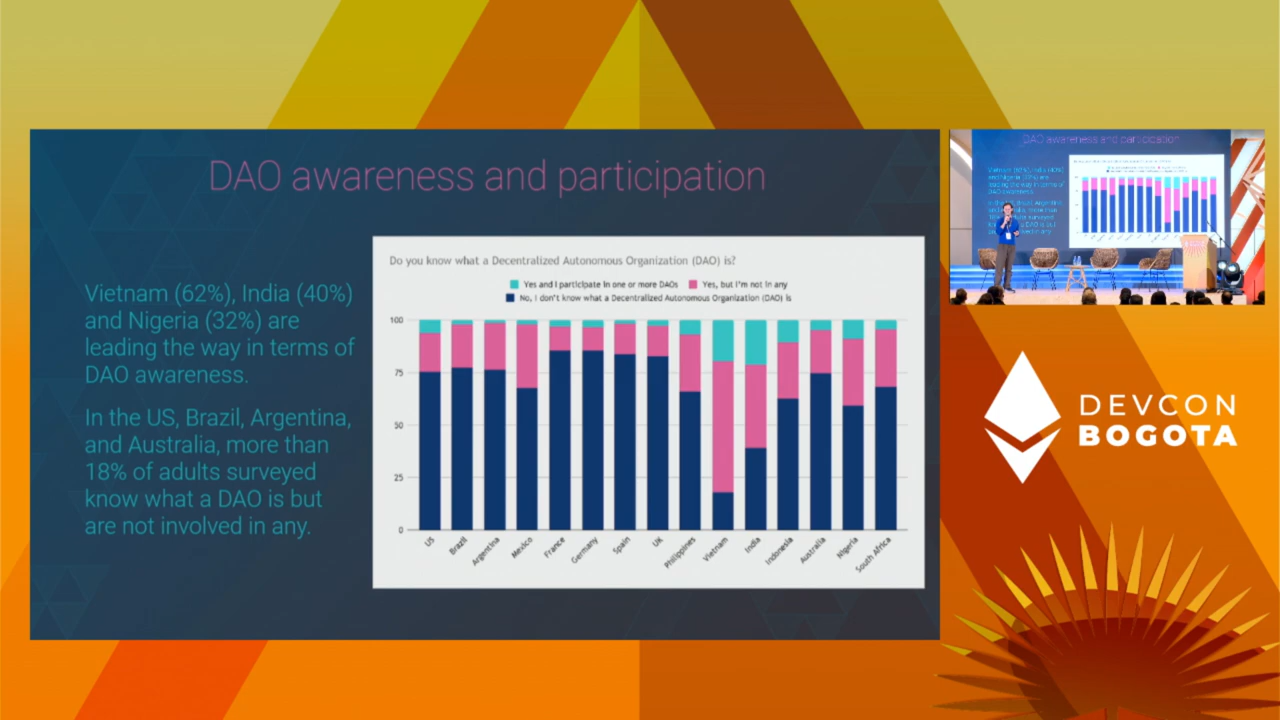 DAO awareness and participation
Vietnam (62%), India (40%)
and Nigeria (32%) are
leading the way in terms of
DAO awareness.
In the US, Brazil, Argentina,
and Australia, more than
18% of adults surveyed
know what a DAO is but
are not involved in any.
Do you know what a Decentralized Autonomous Organization (DAO) is?
Yes and I participate in one or more DAOs
Yes, but I'm not in any
No, I don't know what a Decentralized Autonomous Organization (DAO) is
100
75
50
25
0
US
Brazil
Argentina
Mexico
France
Germany
Spain
UK
Philippines
Vietnam
India
Indonesia
Australia
Nigeria
South Africa
DAO awareness and participation
DEVCON
BOGOTA